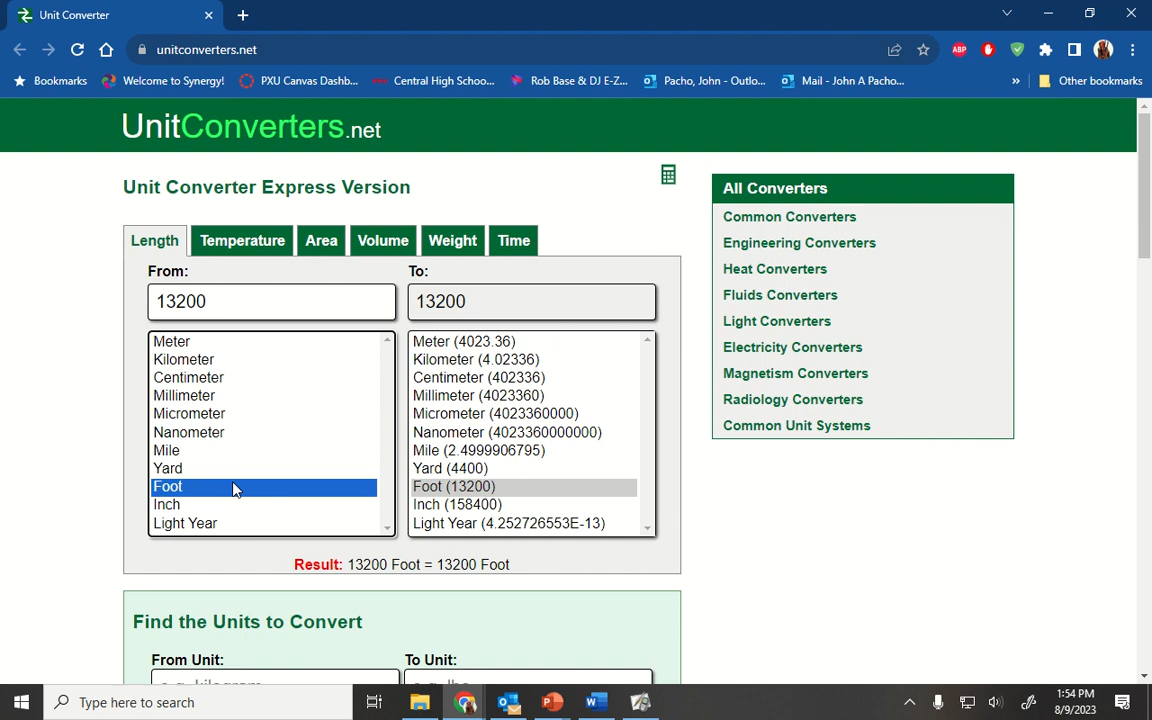 Unit Converter
unitconverters.net
Bookmarks Welcome to Synergy! PXU Canvas Dashb... Central High Schoo... Rob Base & DJ E-Z... Pacho, John - Outlo... Mail - John A Pacho... » Other bookmarks
UnitConverters.net
Unit Converter Express Version
Length Temperature Area Volume Weight Time
From: To:
13200 13200
Meter Meter (4023.36)
Kilometer Kilometer (4.02336)
Centimeter Centimeter (402336)
Millimeter Millimeter (4023360)
Micrometer Micrometer (4023360000)
Nanometer Nanometer (4023360000000)
Mile Mile (2.4999906795)
Yard Yard (4400)
Foot Foot (13200)
Inch Inch (158400)
Light Year Light Year (4.252726553E-13)
Result: 13200 Foot = 13200 Foot
Find the Units to Convert
From Unit: To Unit:
All Converters
Common Converters
Engineering Converters
Heat Converters
Fluids Converters
Light Converters
Electricity Converters
Magnetism Converters
Radiology Converters
Common Unit Systems
Type here to search
1:54 PM
8/9/2023